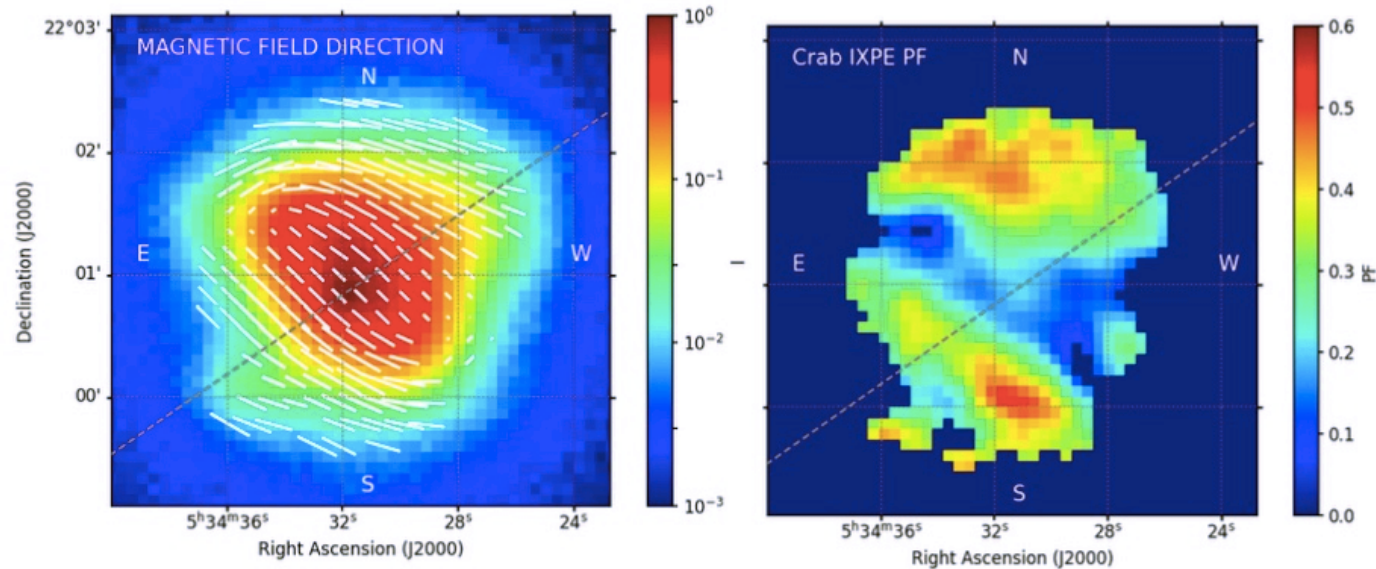 MAGNETIC FIELD DIRECTION
N
E
W
S
22°03'
02'
01'
00'
Declination (J2000)
5ʰ34ᵐ36ˢ
32ˢ
28ˢ
24ˢ
Right Ascension (J2000)
10⁰
10⁻¹
10⁻²
10⁻³
I
Crab IXPE PF
N
E
W
S
5ʰ34ᵐ36ˢ
32ˢ
28ˢ
24ˢ
Right Ascension (J2000)
0.6
0.5
0.4
0.3
0.2
0.1
0.0
PF